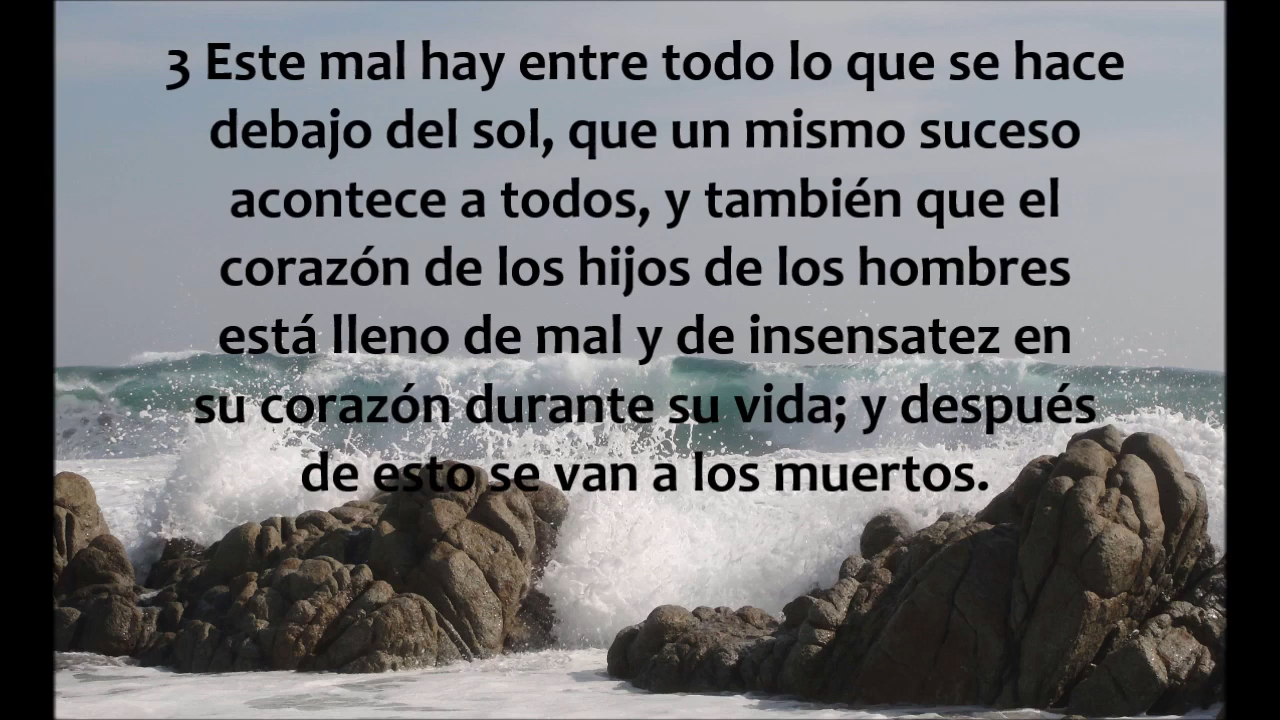 3 Este mal hay entre todo lo que se hace
debajo del sol, que un mismo suceso
acontece a todos, y también que el
corazón de los hijos de los hombres
está lleno de mal y de insensatez en
su corazón durante su vida; y después
de esto se van a los muertos.